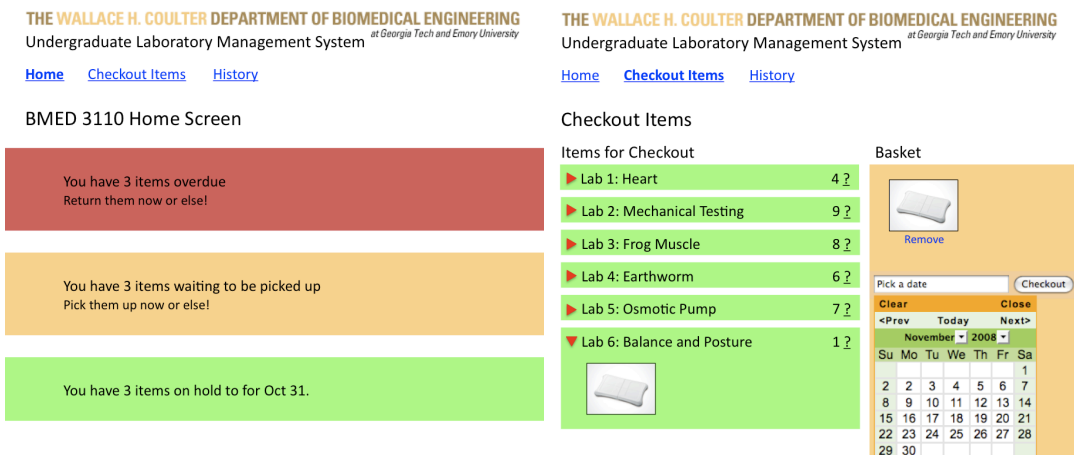 THE WALLACE H. COULTER DEPARTMENT OF BIOMEDICAL ENGINEERING
at Georgia Tech and Emory University
Undergraduate Laboratory Management System
Home Checkout Items History
BMED 3110 Home Screen
You have 3 items overdue
Return them now or else!
You have 3 items waiting to be picked up
Pick them up now or else!
You have 3 items on hold to for Oct 31.
THE WALLACE H. COULTER DEPARTMENT OF BIOMEDICAL ENGINEERING
at Georgia Tech and Emory University
Undergraduate Laboratory Management System
Home Checkout Items History
Checkout Items
Items for Checkout
Lab 1: Heart 4 ?
Lab 2: Mechanical Testing 9 ?
Lab 3: Frog Muscle 8 ?
Lab 4: Earthworm 6 ?
Lab 5: Osmotic Pump 7 ?
Lab 6: Balance and Posture 1 ?
Basket
Remove
Pick a date Checkout
Clear Close
<Prev Today Next>
November 2008
Su Mo Tu We Th Fr Sa
1
2 2 3 4 5 6 7
8 9 10 11 12 13 14
15 16 17 18 19 20 21
22 23 24 25 26 27 28
29 30